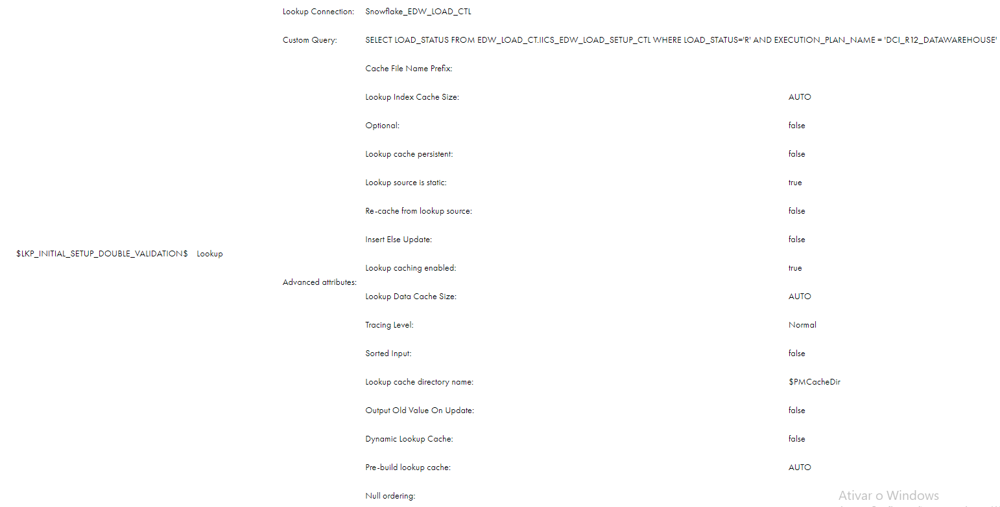 Lookup Connection: Snowflake_EDW_LOAD_CTL
Custom Query: SELECT LOAD_STATUS FROM EDW_LOAD_CT.IICS_EDW_LOAD_SETUP_CTL WHERE LOAD_STATUS='R' AND EXECUTION_PLAN_NAME = 'DCI_R12_DATAWAREHOUSE'
Cache File Name Prefix:
Lookup Index Cache Size: AUTO
Optional: false
Lookup cache persistent: false
Lookup source is static: true
Re-cache from lookup source: false
Insert Else Update: false
$LKP_INITIAL_SETUP_DOUBLE_VALIDATION$ Lookup
Lookup caching enabled: true
Advanced attributes:
Lookup Data Cache Size: AUTO
Tracing Level: Normal
Sorted Input: false
Lookup cache directory name: $PMCacheDir
Output Old Value On Update: false
Dynamic Lookup Cache: false
Pre-build lookup cache: AUTO
Null ordering:
Ativar o Windows